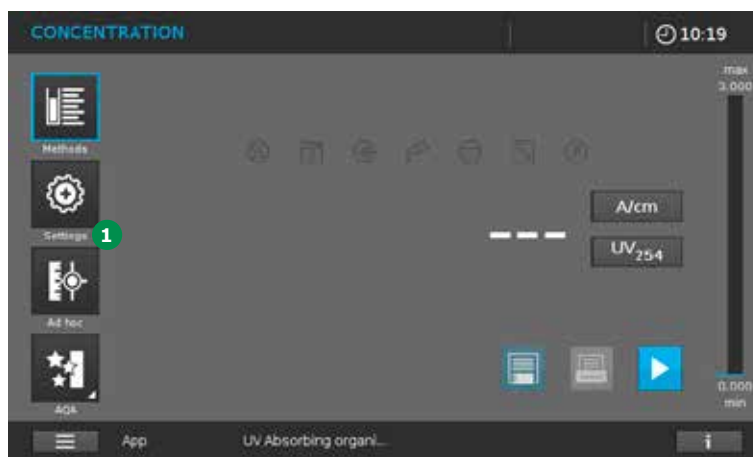 CONCENTRATION
10:19
max
3.000
Methods
Settings
1
A/cm
UV254
Ad hoc
AQA
0.000
min
App
UV Absorbing organi...
i